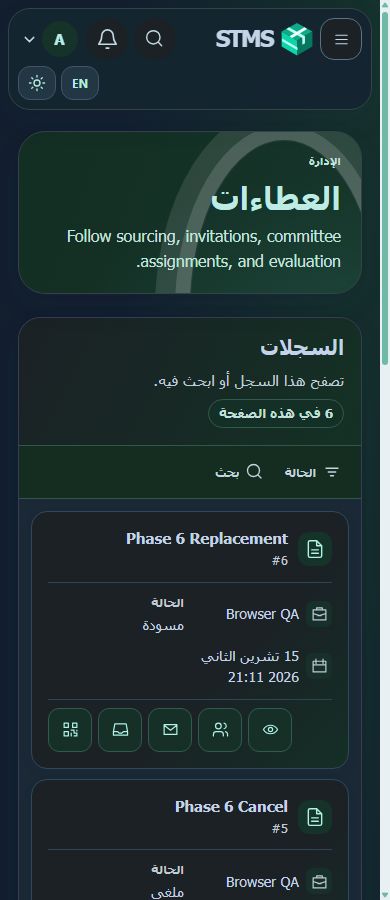 STMS
A
EN
الإدارة
العطاءات
Follow sourcing, invitations, committee
assignments, and evaluation.
السجلات
تصفح هذا السجل أو ابحث فيه.
6 في هذه الصفحة
الحالة
بحث
Phase 6 Replacement
#6
Browser QA
الحالة
مسودة
15 تشرين الثاني
2026 21:11
Phase 6 Cancel
#5
Browser QA
الحالة
ملغي